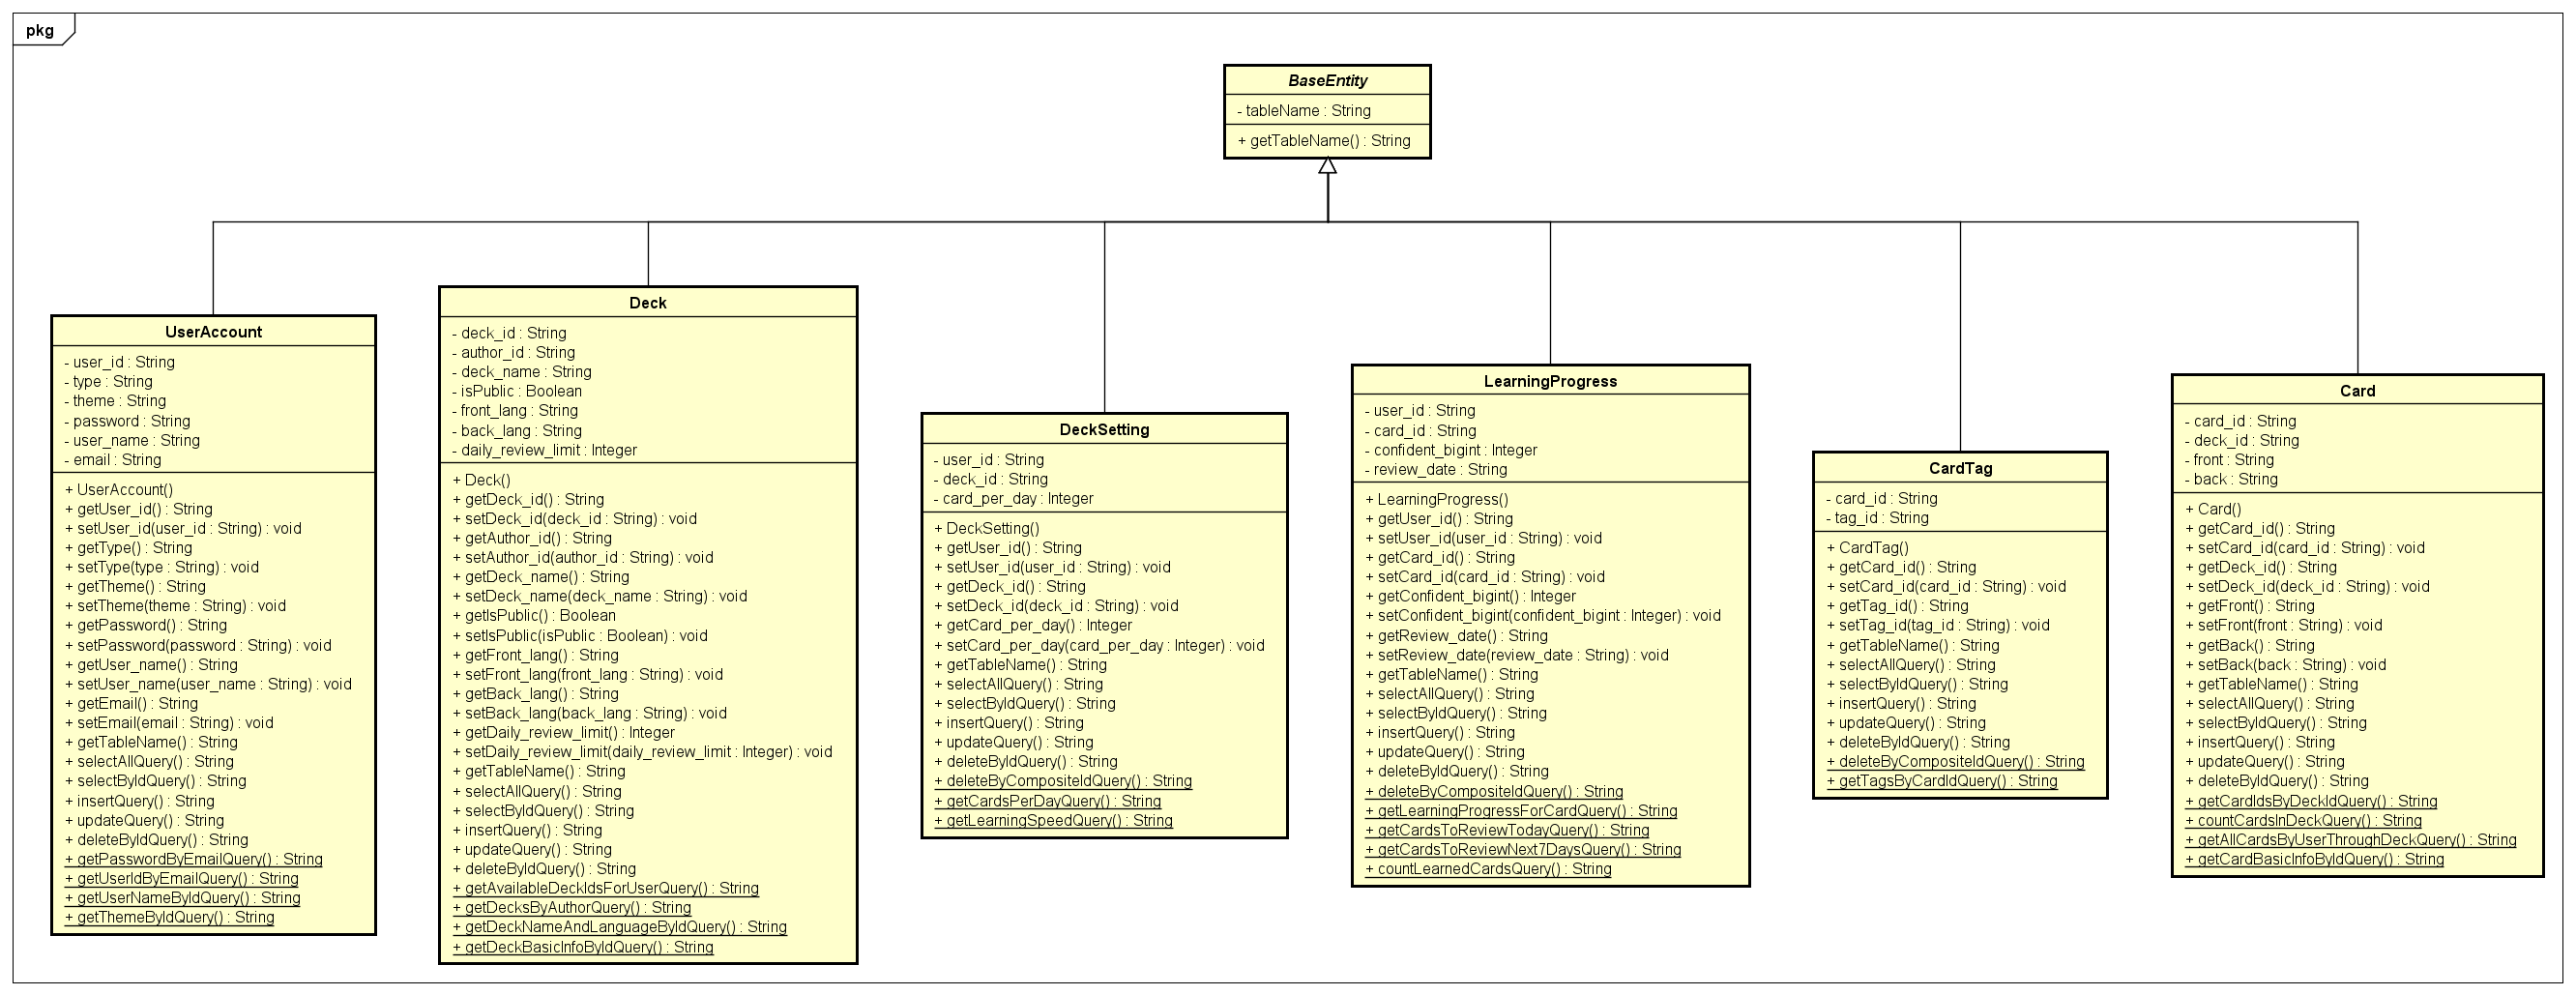 pkg
BaseEntity
- tableName : String
+ getTableName() : String
UserAccount
- user_id : String
- type : String
- theme : String
- password : String
- user_name : String
- email : String
+ UserAccount()
+ getUser_id() : String
+ setUser_id(user_id : String) : void
+ getType() : String
+ setType(type : String) : void
+ getTheme() : String
+ setTheme(theme : String) : void
+ getPassword() : String
+ setPassword(password : String) : void
+ getUser_name() : String
+ setUser_name(user_name : String) : void
+ getEmail() : String
+ setEmail(email : String) : void
+ getTableName() : String
+ selectAllQuery() : String
+ selectByIdQuery() : String
+ insertQuery() : String
+ updateQuery() : String
+ deleteByIdQuery() : String
+ getPasswordByEmailQuery() : String
+ getUserIdByEmailQuery() : String
+ getUserNameByIdQuery() : String
+ getThemeByIdQuery() : String
Deck
- deck_id : String
- author_id : String
- deck_name : String
- isPublic : Boolean
- front_lang : String
- back_lang : String
- daily_review_limit : Integer
+ Deck()
+ getDeck_id() : String
+ setDeck_id(deck_id : String) : void
+ getAuthor_id() : String
+ setAuthor_id(author_id : String) : void
+ getDeck_name() : String
+ setDeck_name(deck_name : String) : void
+ getIsPublic() : Boolean
+ setIsPublic(isPublic : Boolean) : void
+ getFront_lang() : String
+ setFront_lang(front_lang : String) : void
+ getBack_lang() : String
+ setBack_lang(back_lang : String) : void
+ getDaily_review_limit() : Integer
+ setDaily_review_limit(daily_review_limit : Integer) : void
+ getTableName() : String
+ selectAllQuery() : String
+ selectByIdQuery() : String
+ insertQuery() : String
+ updateQuery() : String
+ deleteByIdQuery() : String
+ getAvailableDeckIdsForUserQuery() : String
+ getDecksByAuthorQuery() : String
+ getDeckNameAndLanguageByIdQuery() : String
+ getDeckBasicInfoByIdQuery() : String
DeckSetting
- user_id : String
- deck_id : String
- card_per_day : Integer
+ DeckSetting()
+ getUser_id() : String
+ setUser_id(user_id : String) : void
+ getDeck_id() : String
+ setDeck_id(deck_id : String) : void
+ getCard_per_day() : Integer
+ setCard_per_day(card_per_day : Integer) : void
+ getTableName() : String
+ selectAllQuery() : String
+ selectByIdQuery() : String
+ insertQuery() : String
+ updateQuery() : String
+ deleteByIdQuery() : String
+ deleteByCompositeIdQuery() : String
+ getCardsPerDayQuery() : String
+ getLearningSpeedQuery() : String
LearningProgress
- user_id : String
- card_id : String
- confident_bigint : Integer
- review_date : String
+ LearningProgress()
+ getUser_id() : String
+ setUser_id(user_id : String) : void
+ getCard_id() : String
+ setCard_id(card_id : String) : void
+ getConfident_bigint() : Integer
+ setConfident_bigint(confident_bigint : Integer) : void
+ getReview_date() : String
+ setReview_date(review_date : String) : void
+ getTableName() : String
+ selectAllQuery() : String
+ selectByIdQuery() : String
+ insertQuery() : String
+ updateQuery() : String
+ deleteByIdQuery() : String
+ deleteByCompositeIdQuery() : String
+ getLearningProgressForCardQuery() : String
+ getCardsToReviewTodayQuery() : String
+ getCardsToReviewNext7DaysQuery() : String
+ countLearnedCardsQuery() : String
CardTag
- card_id : String
- tag_id : String
+ CardTag()
+ getCard_id() : String
+ setCard_id(card_id : String) : void
+ getTag_id() : String
+ setTag_id(tag_id : String) : void
+ getTableName() : String
+ selectAllQuery() : String
+ selectByIdQuery() : String
+ insertQuery() : String
+ updateQuery() : String
+ deleteByIdQuery() : String
+ deleteByCompositeIdQuery() : String
+ getTagsByCardIdQuery() : String
Card
- card_id : String
- deck_id : String
- front : String
- back : String
+ Card()
+ getCard_id() : String
+ setCard_id(card_id : String) : void
+ getDeck_id() : String
+ setDeck_id(deck_id : String) : void
+ getFront() : String
+ setFront(front : String) : void
+ getBack() : String
+ setBack(back : String) : void
+ getTableName() : String
+ selectAllQuery() : String
+ selectByIdQuery() : String
+ insertQuery() : String
+ updateQuery() : String
+ deleteByIdQuery() : String
+ getCardIdsByDeckIdQuery() : String
+ countCardsInDeckQuery() : String
+ getAllCardsByUserThroughDeckQuery() : String
+ getCardBasicInfoByIdQuery() : String